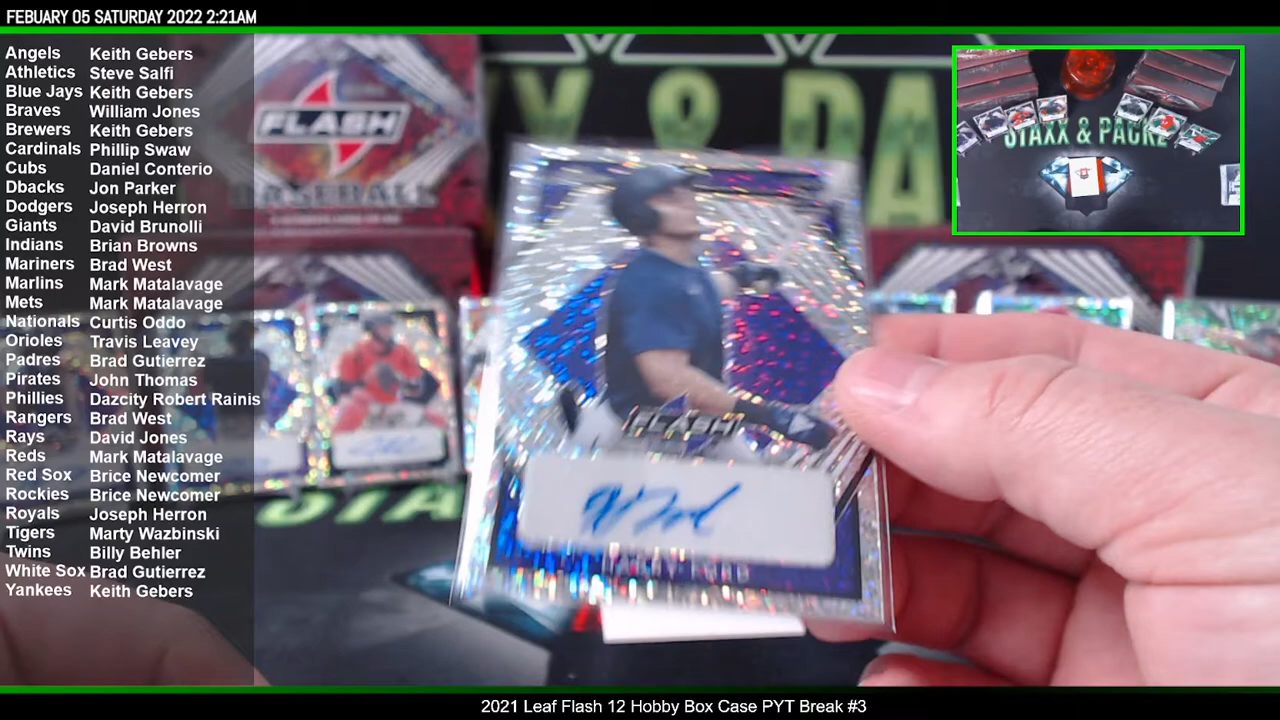 FEBUARY 05 SATURDAY 2022 2:21AM
Angels Keith Gebers
Athletics Steve Salfi
Blue Jays Keith Gebers
Braves William Jones
Brewers Keith Gebers
Cardinals Phillip Swaw
Cubs Daniel Conterio
Dbacks Jon Parker
Dodgers Joseph Herron
Giants David Brunolli
Indians Brian Browns
Mariners Brad West
Marlins Mark Matalavage
Mets Mark Matalavage
Nationals Curtis Oddo
Orioles Travis Leavey
Padres Brad Gutierrez
Pirates John Thomas
Phillies Dazcity Robert Rainis
Rangers Brad West
Rays David Jones
Reds Mark Matalavage
Red Sox Brice Newcomer
Rockies Brice Newcomer
Royals Joseph Herron
Tigers Marty Wazbinski
Twins Billy Behler
White Sox Brad Gutierrez
Yankees Keith Gebers
FLASH
BASEBALL
FLASH
STAXX & PACKZ
2021 Leaf Flash 12 Hobby Box Case PYT Break #3